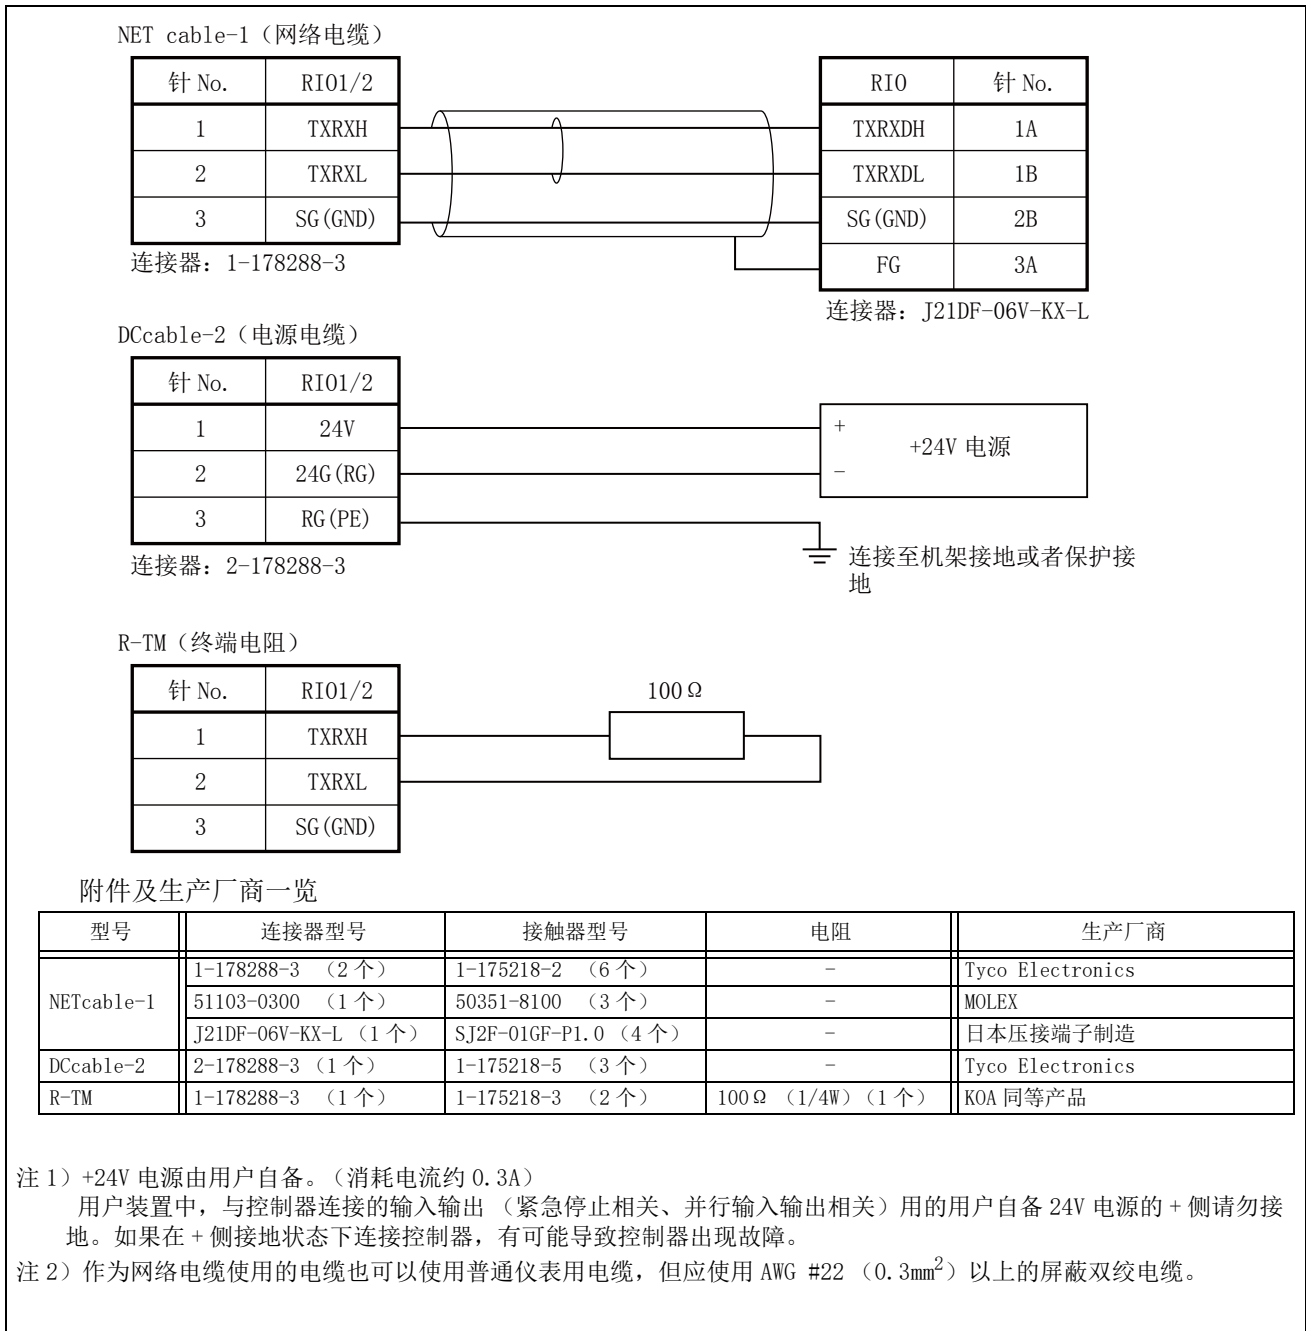 NET cable-1（网络电缆）
针 No. RIO1/2 RIO 针 No.
1 TXRXH TXRXDH 1A
2 TXRXL TXRXDL 1B
3 SG(GND) SG(GND) 2B
FG 3A
连接器：1-178288-3
连接器：J21DF-06V-KX-L
DCcable-2（电源电缆）
针 No. RIO1/2
1 24V + +24V 电源
2 24G(RG) -
3 RG(PE)
连接器：2-178288-3
连接至机架接地或者保护接
地
R-TM（终端电阻）
针 No. RIO1/2 100Ω
1 TXRXH
2 TXRXL
3 SG(GND)
附件及生产厂商一览
型号 连接器型号 接触器型号 电阻 生产厂商
NETcable-1 1-178288-3 （2 个） 1-175218-2 （6 个） - Tyco Electronics
51103-0300 （1 个） 50351-8100 （3 个） - MOLEX
J21DF-06V-KX-L （1 个） SJ2F-01GF-P1.0 （4 个） - 日本压接端子制造
DCcable-2 2-178288-3 （1 个） 1-175218-5 （3 个） - Tyco Electronics
R-TM 1-178288-3 （1 个） 1-175218-3 （2 个） 100Ω （1/4W）（1 个） KOA 同等产品
注 1）+24V 电源由用户自备。（消耗电流约 0.3A）
用户装置中，与控制器连接的输入输出 （紧急停止相关、并行输入输出相关）用的用户自备 24V 电源的 + 侧请勿接
地。如果在 + 侧接地状态下连接控制器，有可能导致控制器出现故障。
注 2）作为网络电缆使用的电缆也可以使用普通仪表用电缆，但应使用 AWG #22 （0.3mm²）以上的屏蔽双绞电缆。